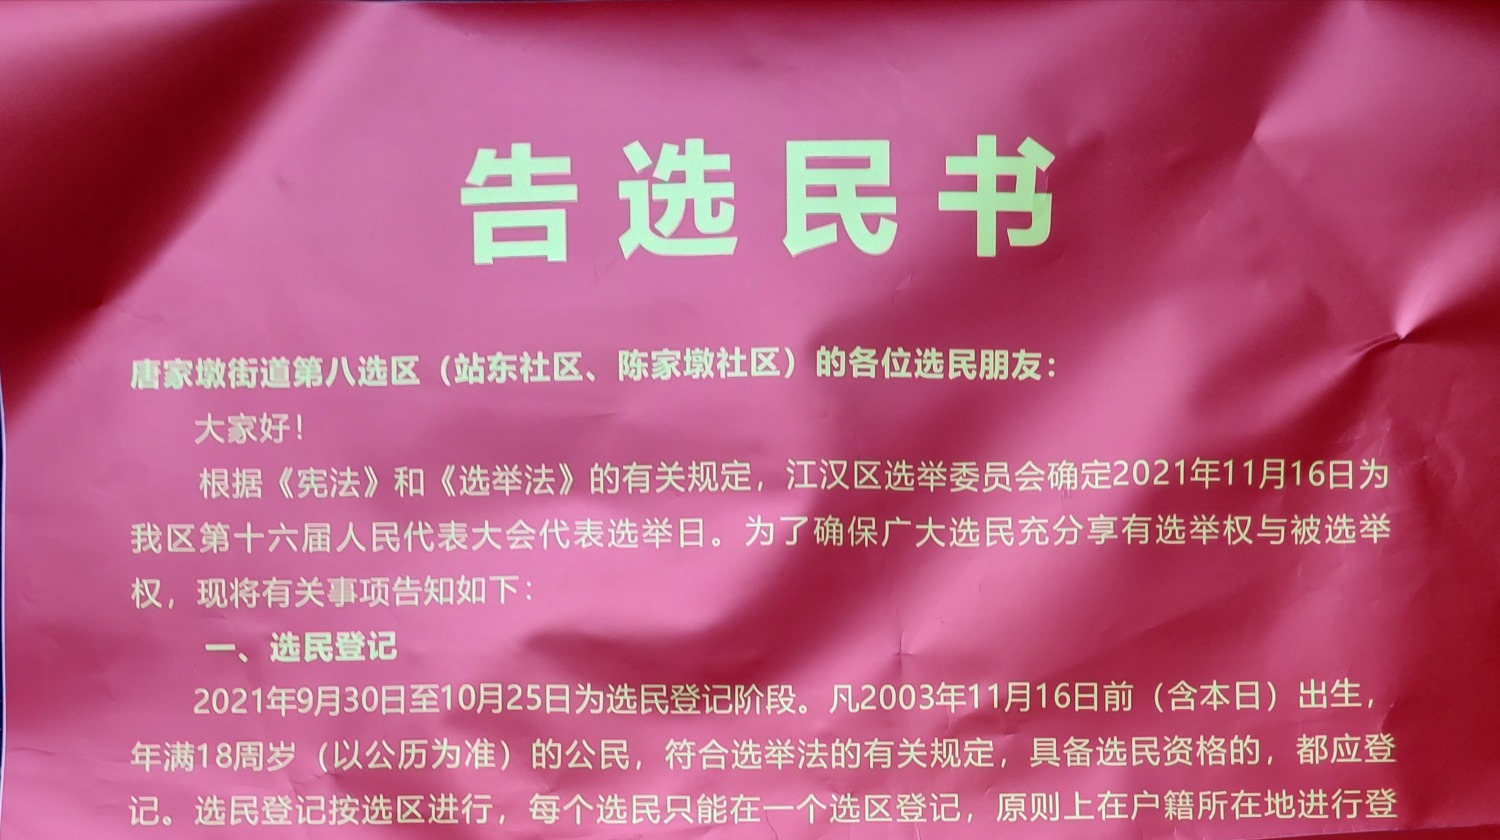 告选民书
唐家墩街道第八选区（站东社区、陈家墩社区）的各位选民朋友：
大家好！
根据《宪法》和《选举法》的有关规定，江汉区选举委员会确定2021年11月16日为
我区第十六届人民代表大会代表选举日。为了确保广大选民充分享有选举权与被选举
权，现将有关事项告知如下：
一、选民登记
2021年9月30日至10月25日为选民登记阶段。凡2003年11月16日前（含本日）出生，
年满18周岁（以公历为准）的公民，符合选举法的有关规定，具备选民资格的，都应登
记。选民登记按选区进行，每个选民只能在一个选区登记，原则上在户籍所在地进行登